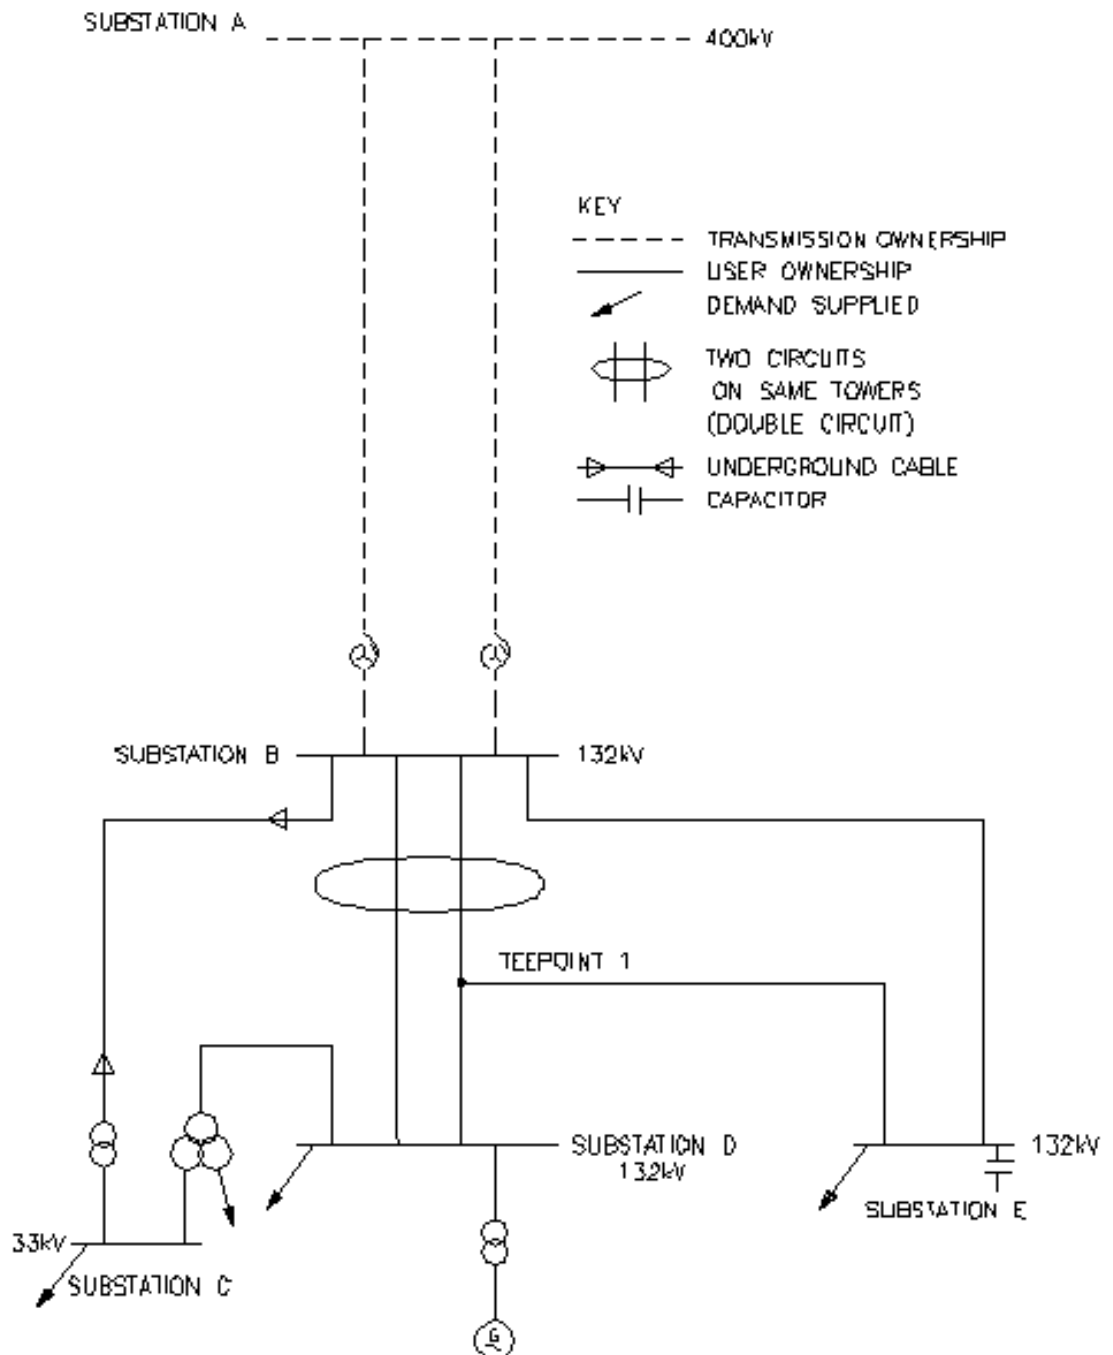 SUBSTATION A
400kV
KEY
TRANSMISSION OWNERSHIP
USER OWNERSHIP
DEMAND SUPPLIED
TWO CIRCUITS
ON SAME TOWERS
(DOUBLE CIRCUIT)
UNDERGROUND CABLE
CAPACITOR
SUBSTATION B
132kV
TEEPOINT 1
SUBSTATION D
132kV
132kV
SUBSTATION E
33kV
SUBSTATION C
G